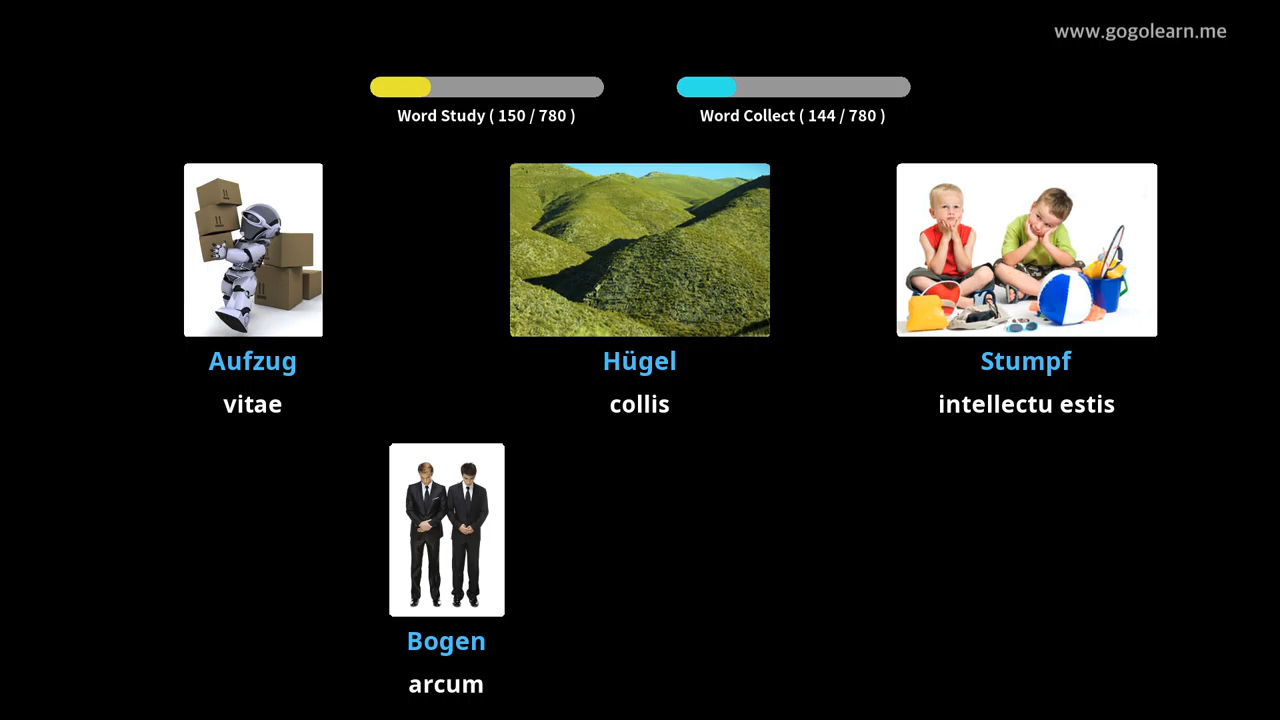 www.gogolearn.me
Word Study ( 150 / 780 )
Word Collect ( 144 / 780 )
Aufzug
vitae
Hügel
collis
Stumpf
intellectu estis
Bogen
arcum